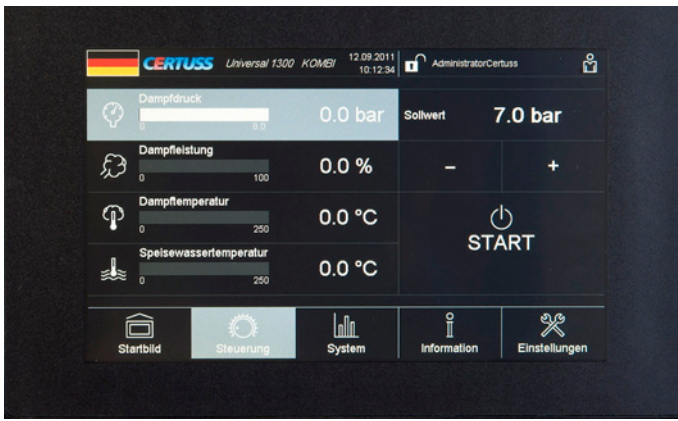 CERTUSS Universal 1300 KOMBI 12.09.2011
10:12:34
AdministratorCertuss
Dampfdruck
0.0 bar
0 8.0
Sollwert 7.0 bar
Dampfleistung
0.0 %
0 100
– +
Dampftemperatur
0.0 °C
0 250
START
Speisewassertemperatur
0.0 °C
0 250
Startbild Steuerung System Information Einstellungen